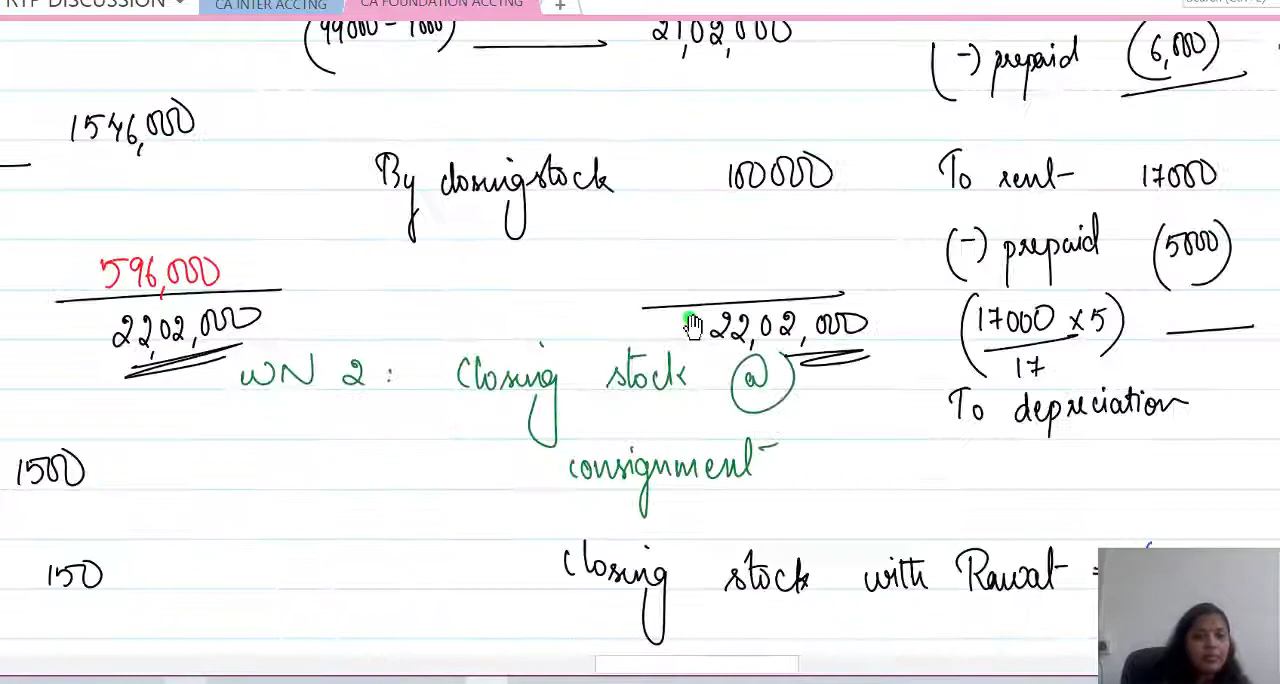 RTP DISCUSSION CA INTER ACCTNG CA FOUNDATION ACCTNG +
(99000 - 1000) 21,02,000
(-) prepaid (6,000)
1546,000
By closing stock 100000 To rent 17000
(-) prepaid (5000)
596,000
2202,000 22,02,000 (17000 x 5)
17
WN 2 : Closing stock @ To depreciation
consignment
1500
150 closing stock with Rawat =